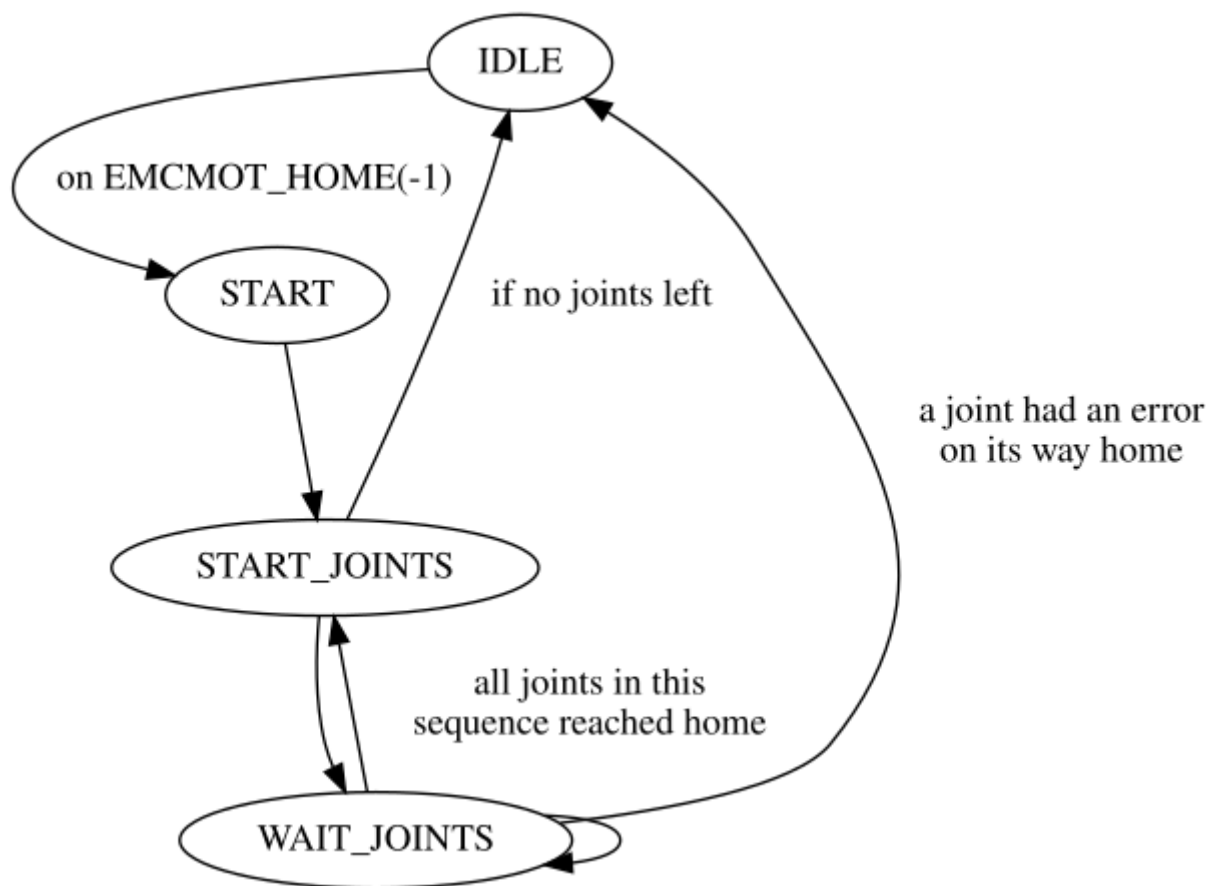 IDLE
on EMCMOT_HOME(-1)
START
if no joints left
a joint had an error
on its way home
START_JOINTS
all joints in this
sequence reached home
WAIT_JOINTS